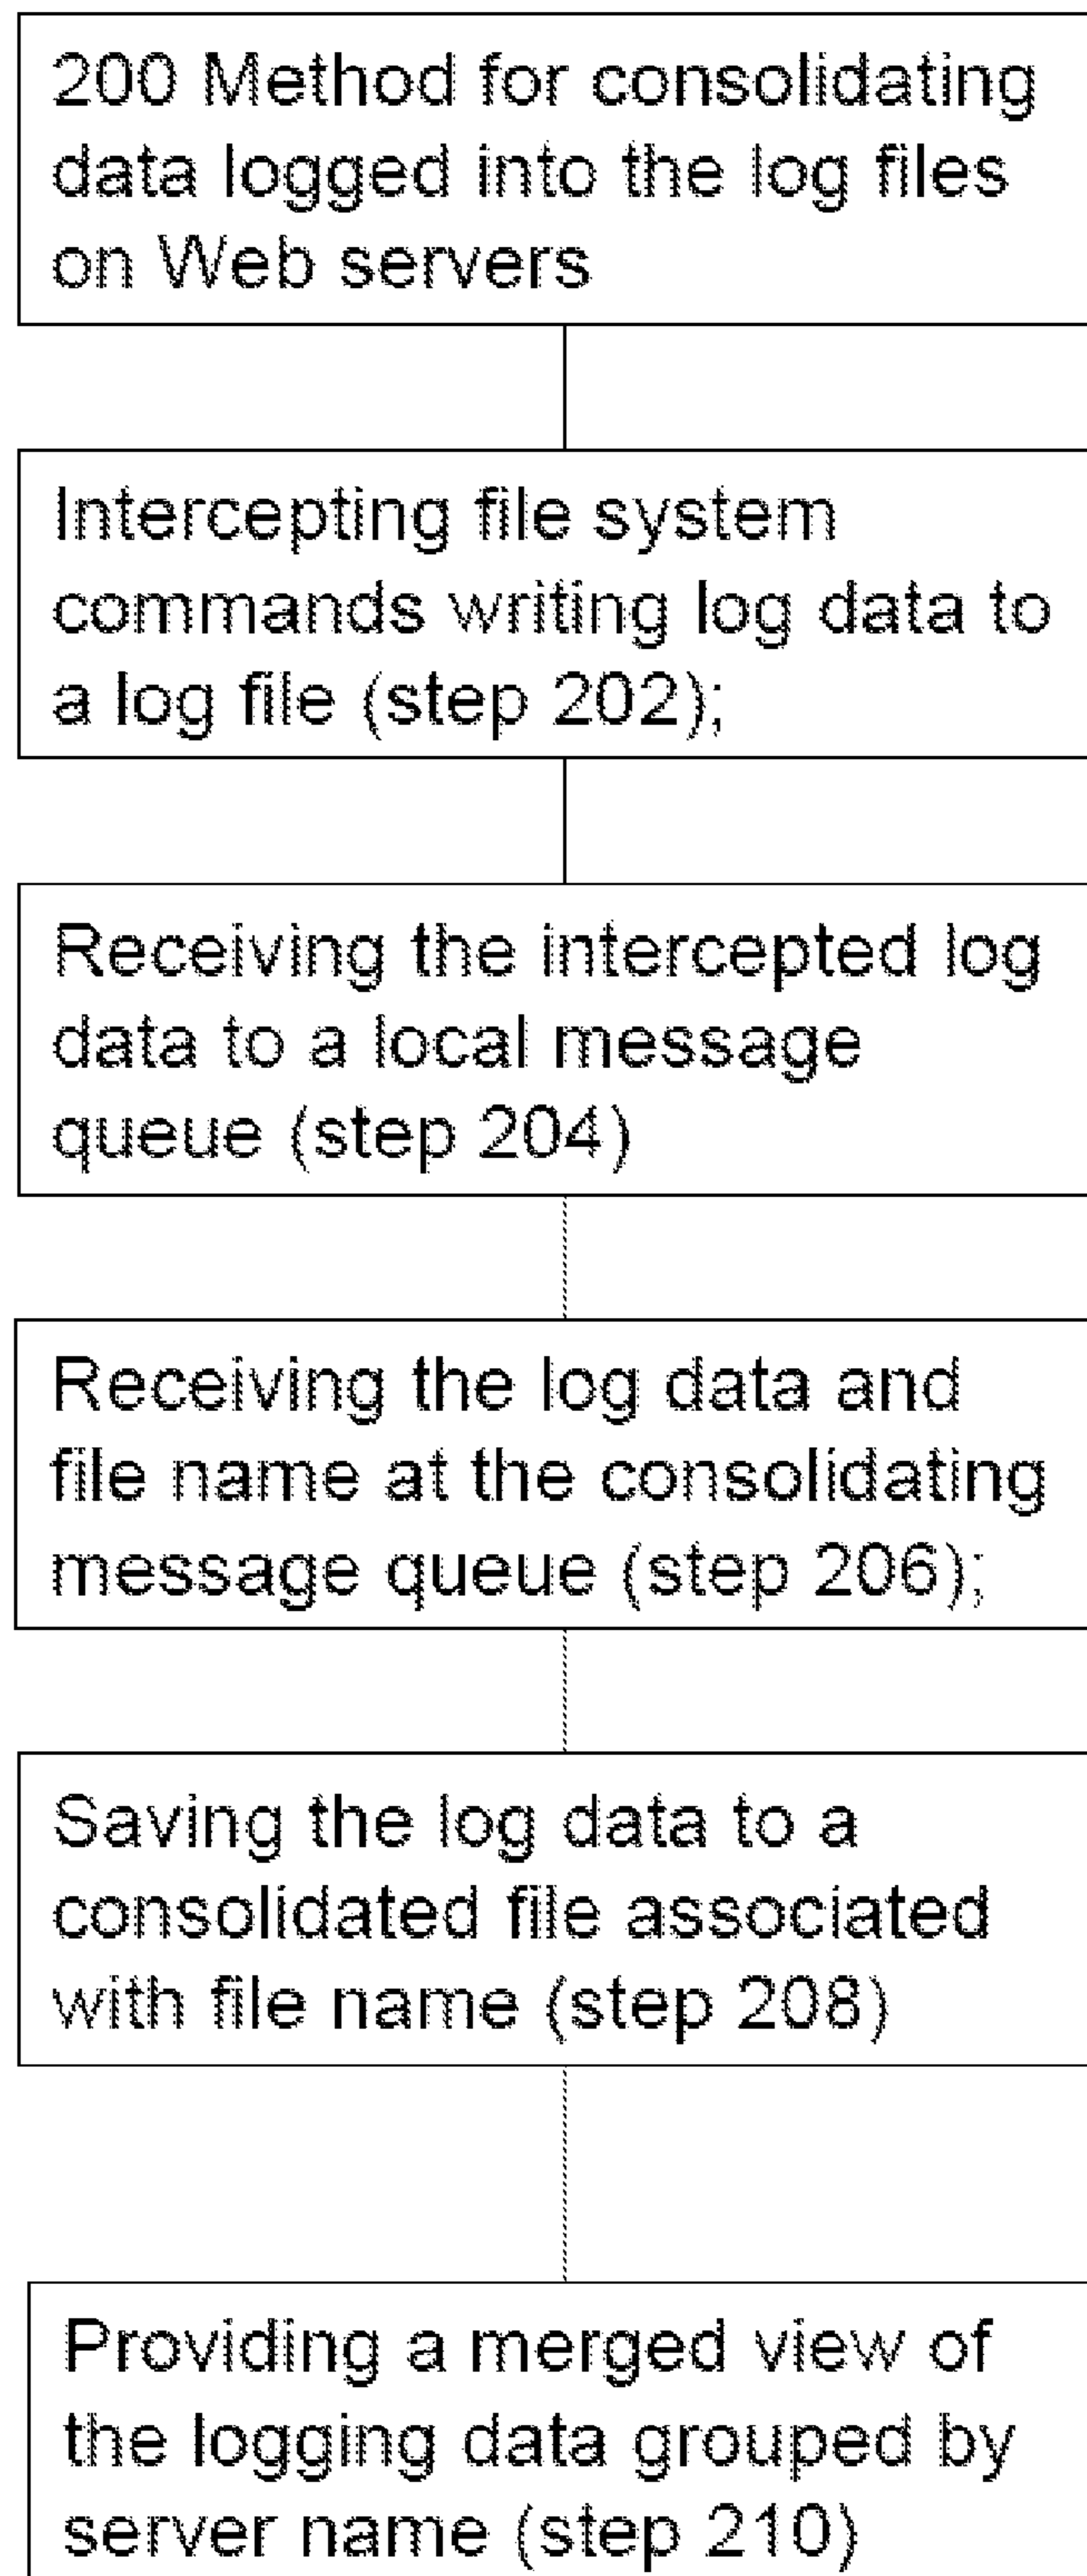 200 Method for consolidating
data logged into the log files
on Web servers
Intercepting file system
commands writing log data to
a log file (step 202);
Receiving the intercepted log
data to a local message
queue (step 204)
Receiving the log data and
file name at the consolidating
message queue (step 206);
Saving the log data to a
consolidated file associated
with file name (step 208)
Providing a merged view of
the logging data grouped by
server name (step 210)